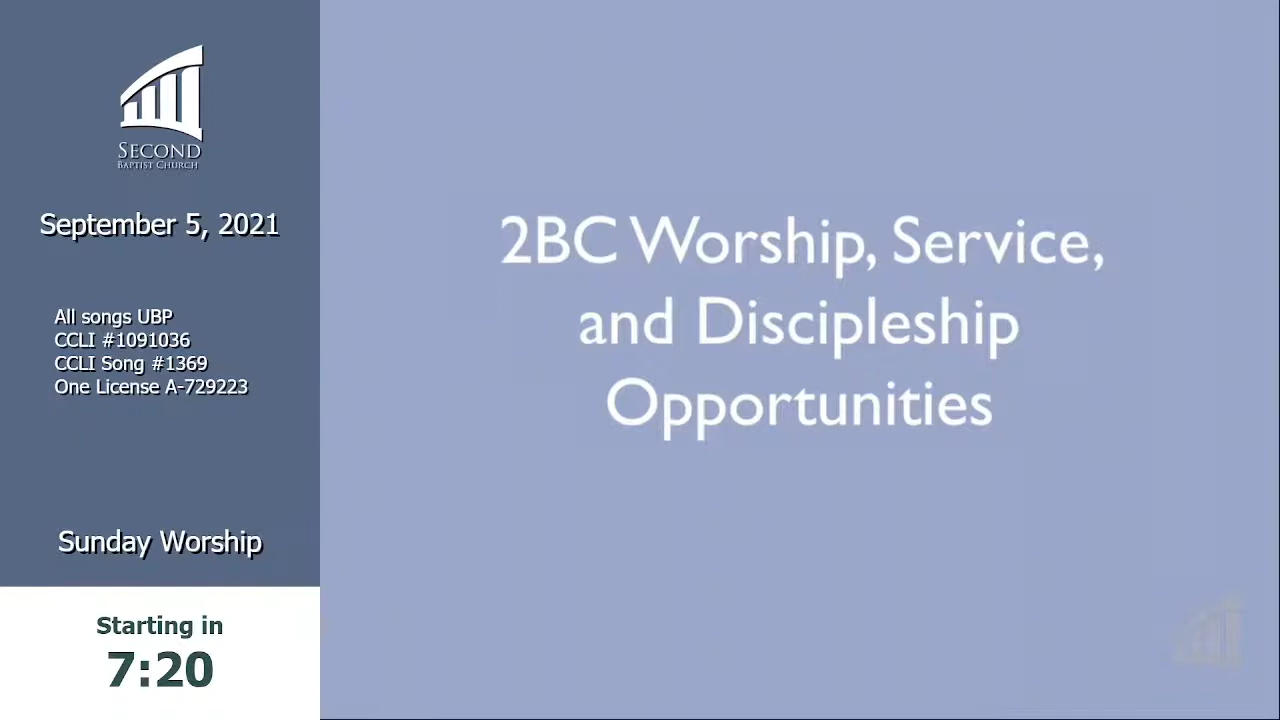 SECOND
BAPTIST CHURCH
September 5, 2021
All songs UBP
CCLI #1091036
CCLI Song #1369
One License A-729223
Sunday Worship
Starting in
7:20
2BC Worship, Service,
and Discipleship
Opportunities